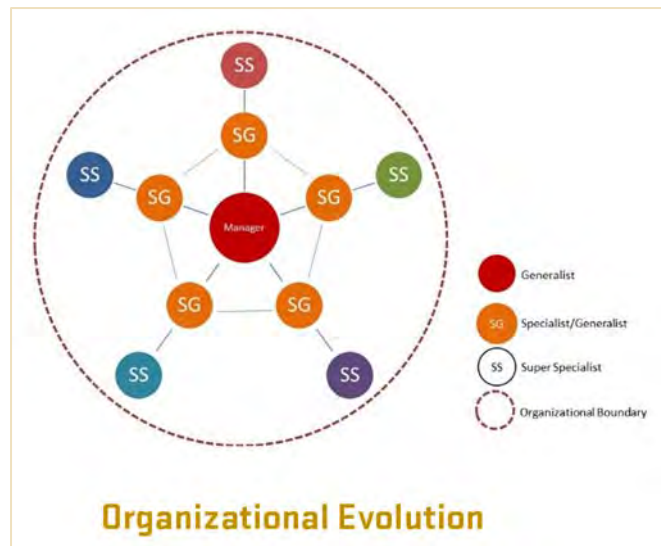 SS
SG
SS
SG
Manager
SG
SS
SG
SG
SS
SS
Generalist
SG
Specialist/Generalist
SS
Super Specialist
Organizational Boundary
Organizational Evolution